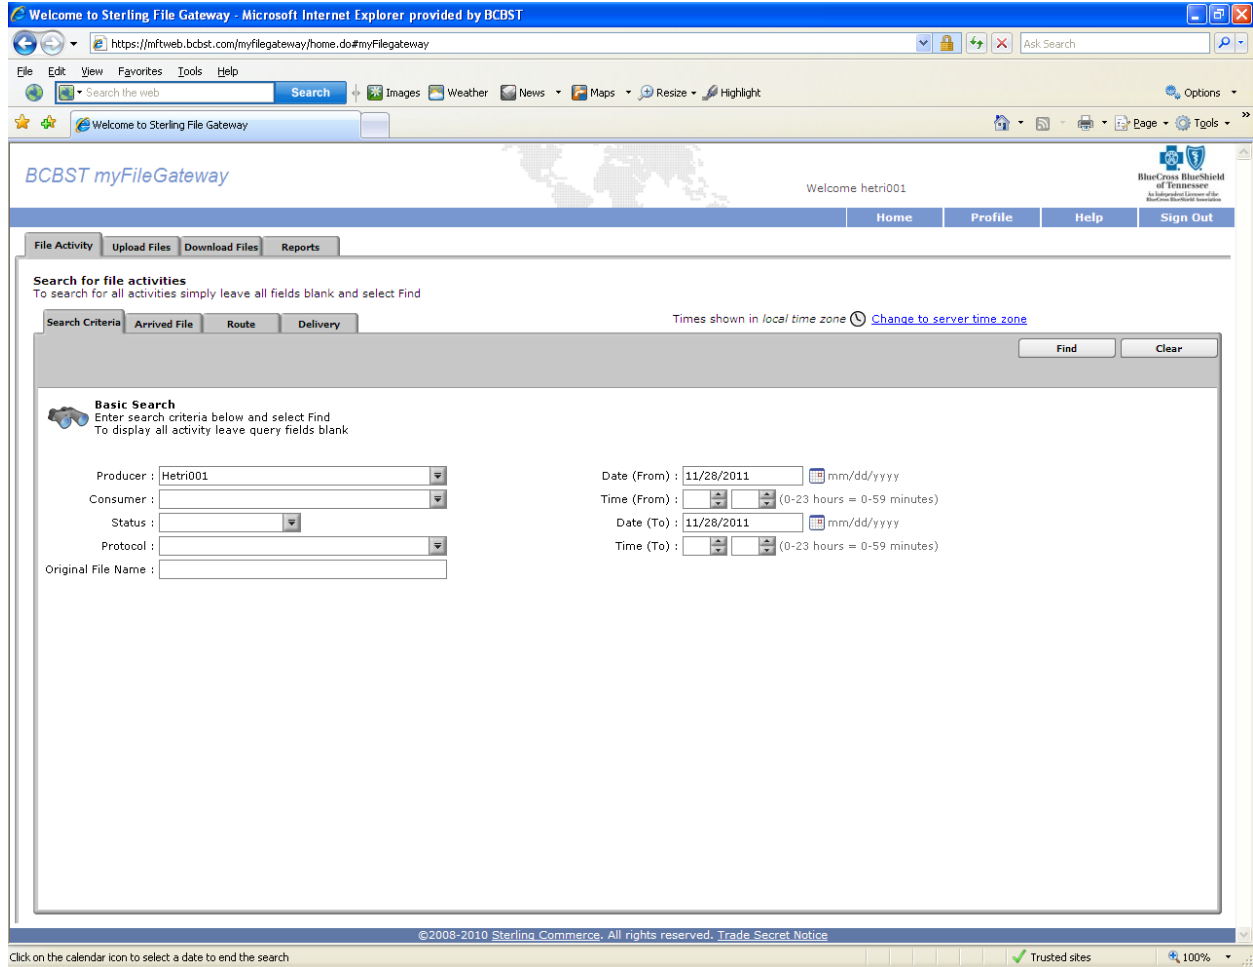 Welcome to Sterling File Gateway - Microsoft Internet Explorer provided by BCBST
https://mftweb.bcbst.com/myfilegateway/home.do#myFilegateway
Ask Search
File Edit View Favorites Tools Help
Search the web Search Images Weather News Maps Resize Highlight Options
Welcome to Sterling File Gateway Page Tools
BCBST myFileGateway
Welcome hetri001
BlueCross BlueShield
of Tennessee
An Independent Licensee of the
BlueCross BlueShield Association
Home Profile Help Sign Out
File Activity Upload Files Download Files Reports
Search for file activities
To search for all activities simply leave all fields blank and select Find
Search Criteria Arrived File Route Delivery
Times shown in local time zone Change to server time zone
Find Clear
Basic Search
Enter search criteria below and select Find
To display all activity leave query fields blank
Producer : Hetri001 Date (From) : 11/28/2011 mm/dd/yyyy
Consumer : Time (From) : (0-23 hours = 0-59 minutes)
Status : Date (To) : 11/28/2011 mm/dd/yyyy
Protocol : Time (To) : (0-23 hours = 0-59 minutes)
Original File Name :
©2008-2010 Sterling Commerce. All rights reserved. Trade Secret Notice
Click on the calendar icon to select a date to end the search Trusted sites 100%